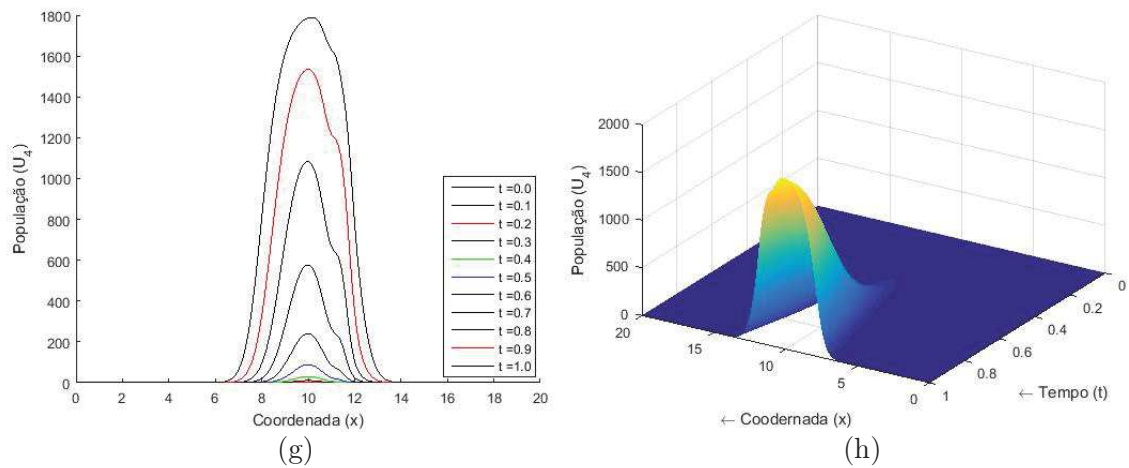 1800
1600
1400
1200
1000
800
600
400
200
0
População (U4)
0 2 4 6 8 10 12 14 16 18 20
Coordenada (x)
t =0.0
t =0.1
t =0.2
t =0.3
t =0.4
t =0.5
t =0.6
t =0.7
t =0.8
t =0.9
t =1.0
(g)
2000
1500
1000
500
0
População (U4)
20 15 10 5 0
← Coodernada (x)
0
0.2
0.4
0.6
0.8
1
← Tempo (t)
(h)